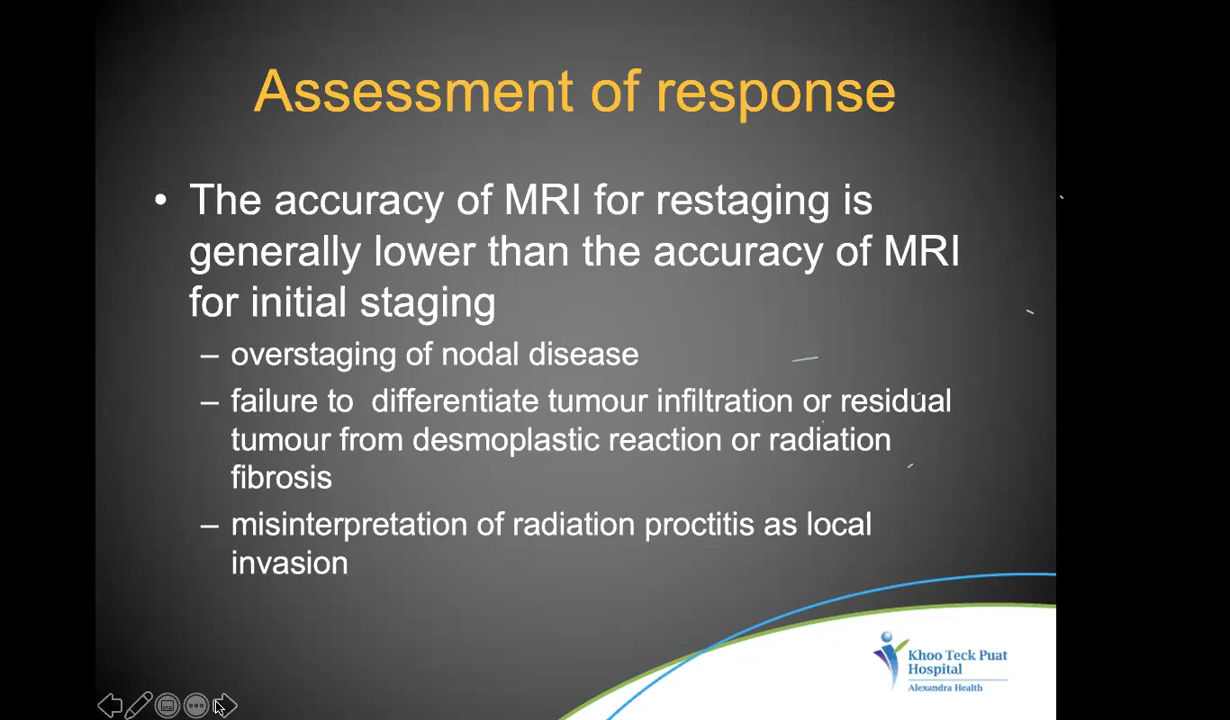 Assessment of response
• The accuracy of MRI for restaging is
generally lower than the accuracy of MRI
for initial staging
– overstaging of nodal disease
– failure to  differentiate tumour infiltration or residual
tumour from desmoplastic reaction or radiation
fibrosis
– misinterpretation of radiation proctitis as local
invasion
Khoo Teck Puat
Hospital
Alexandra Health